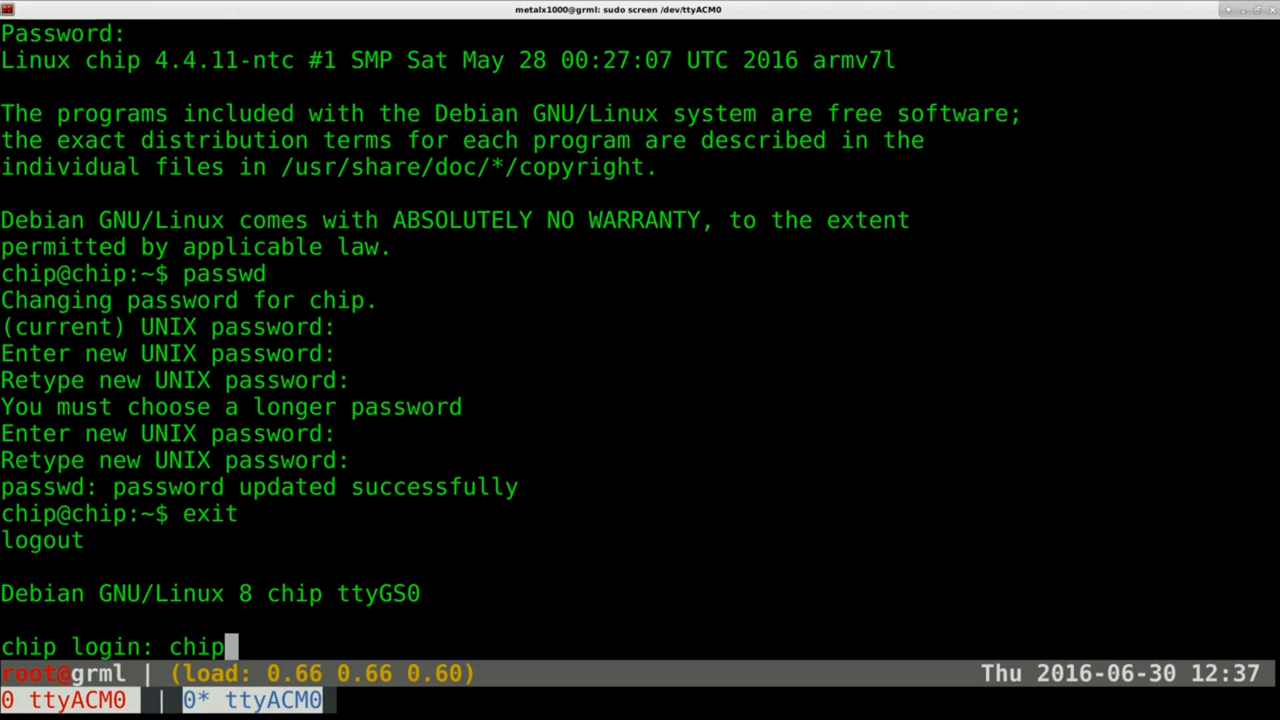 metalx1000@grml: sudo screen /dev/ttyACM0
Password:
Linux chip 4.4.11-ntc #1 SMP Sat May 28 00:27:07 UTC 2016 armv7l
The programs included with the Debian GNU/Linux system are free software;
the exact distribution terms for each program are described in the
individual files in /usr/share/doc/*/copyright.
Debian GNU/Linux comes with ABSOLUTELY NO WARRANTY, to the extent
permitted by applicable law.
chip@chip:~$ passwd
Changing password for chip.
(current) UNIX password:
Enter new UNIX password:
Retype new UNIX password:
You must choose a longer password
Enter new UNIX password:
Retype new UNIX password:
passwd: password updated successfully
chip@chip:~$ exit
logout
Debian GNU/Linux 8 chip ttyGS0
chip login: chip
root@grml | (load: 0.66 0.66 0.60) Thu 2016-06-30 12:37
0 ttyACM0 | 0* ttyACM0